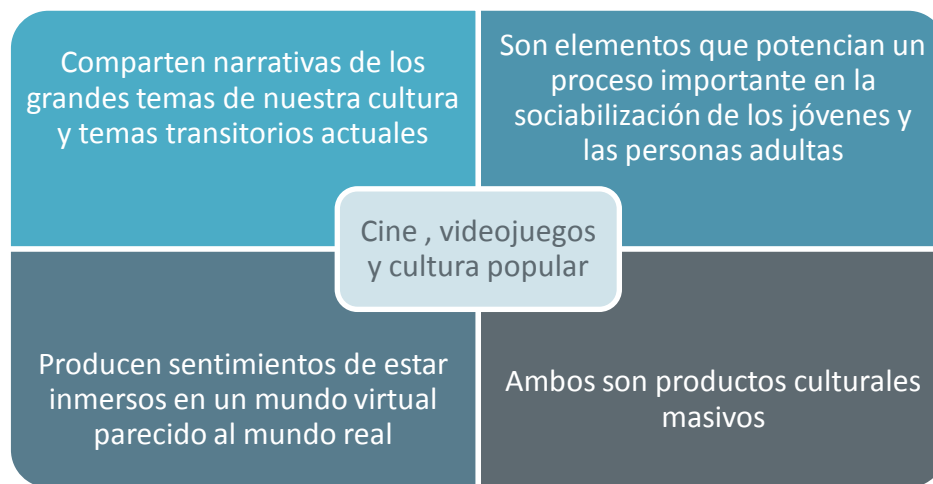 Comparten narrativas de los
grandes temas de nuestra cultura
y temas transitorios actuales
Son elementos que potencian un
proceso importante en la
sociabilización de los jóvenes y
las personas adultas
Cine , videojuegos
y cultura popular
Producen sentimientos de estar
inmersos en un mundo virtual
parecido al mundo real
Ambos son productos culturales
masivos